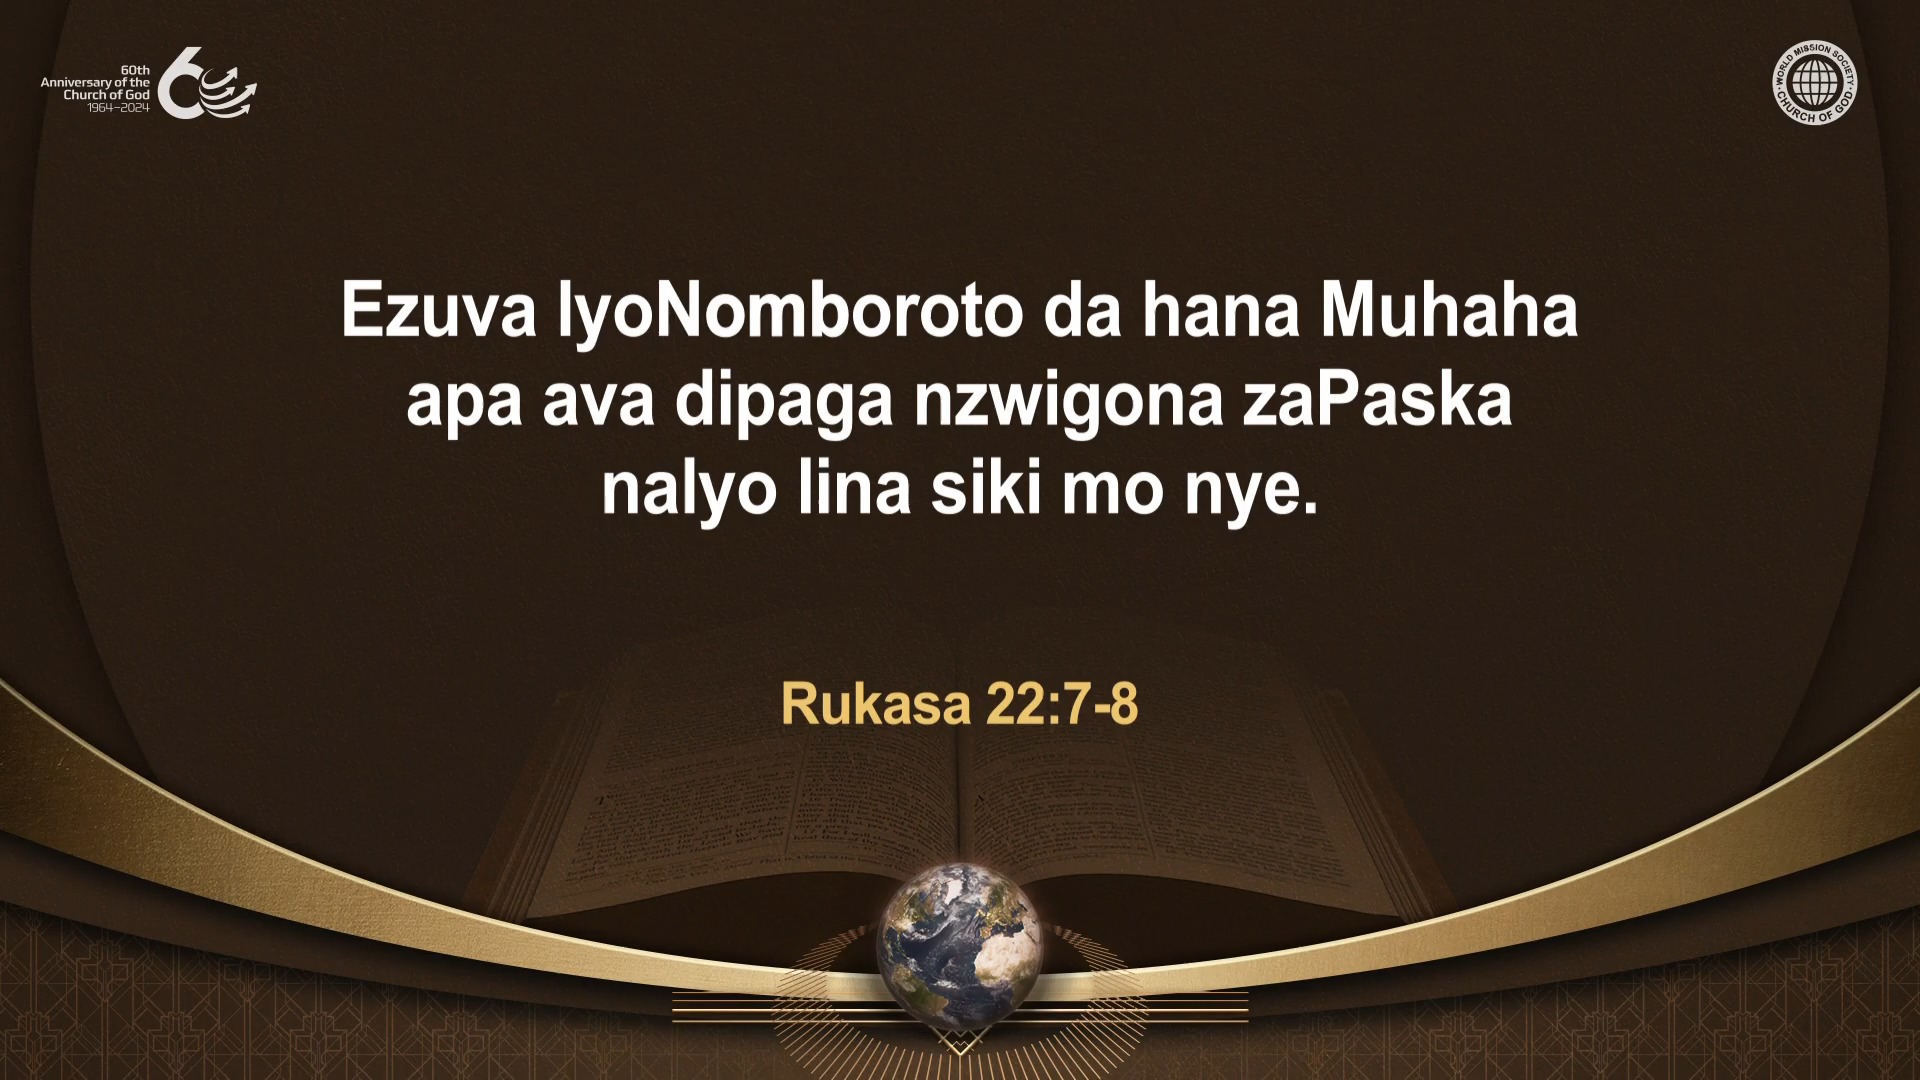 60th
Anniversary of the
Church of God
1964–2024
60
WORLD MISSION SOCIETY
CHURCH OF GOD
Ezuva lyoNomboroto da hana Muhaha
apa ava dipaga nzwigona zaPaska
nalyo lina siki mo nye.
Rukasa 22:7-8